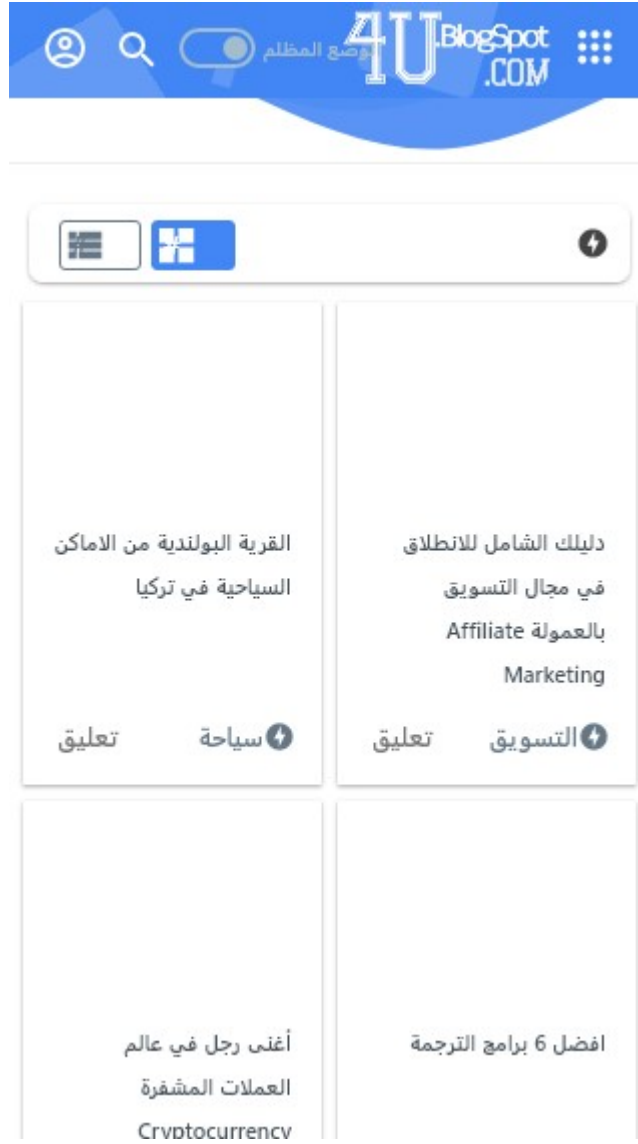 4U.BlogSpot
.COM
الوضع المظلم
دليلك الشامل للانطلاق
في مجال التسويق
بالعمولة Affiliate
Marketing
التسويق
تعليق
القرية البولندية من الاماكن
السياحية في تركيا
سياحة
تعليق
افضل 6 برامج الترجمة
أغنى رجل في عالم
العملات المشفرة
Cryptocurrency